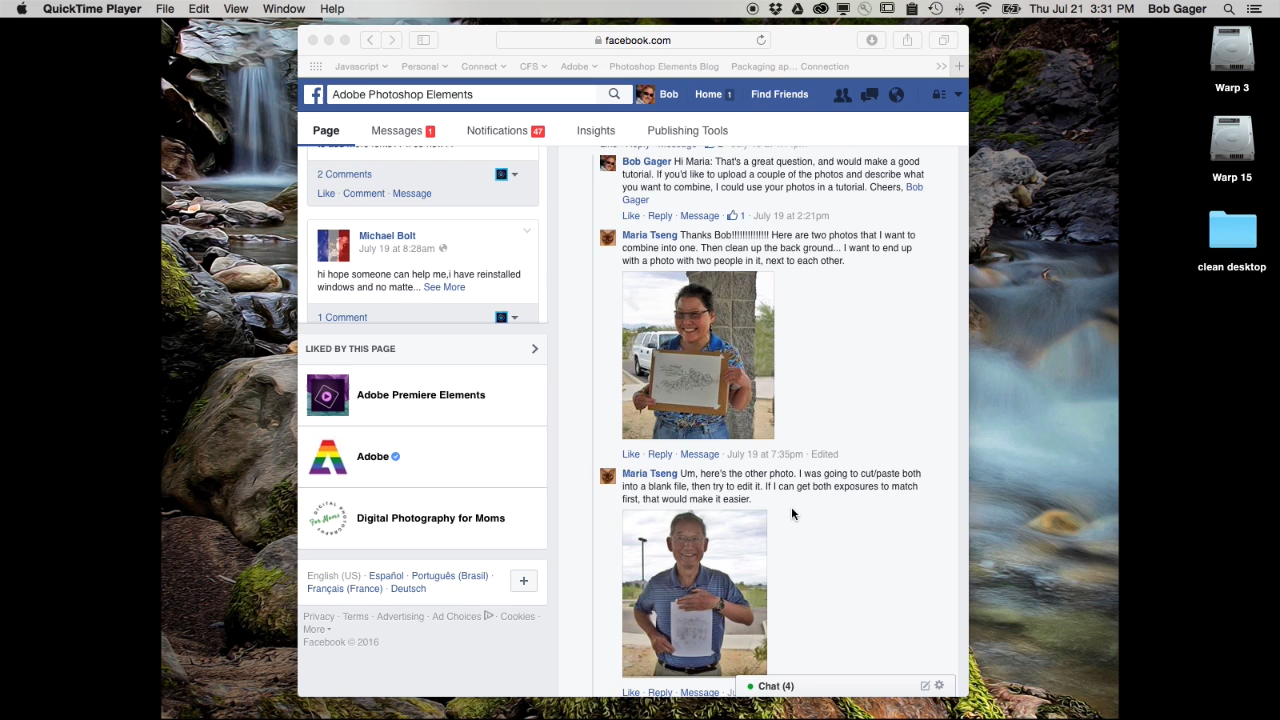 QuickTime Player File Edit View Window Help
Thu Jul 21 3:31 PM Bob Gager
facebook.com
Javascript Personal Connect CFS Adobe Photoshop Elements Blog Packaging ap... Connection
Adobe Photoshop Elements
Bob Home 1 Find Friends
Page Messages 1 Notifications 47 Insights Publishing Tools
2 Comments
Like · Comment · Message
Michael Bolt
July 19 at 8:28am
hi hope someone can help me,i have reinstalled
windows and no matte... See More
1 Comment
LIKED BY THIS PAGE
Adobe Premiere Elements
Adobe
Digital Photography for Moms
English (US) · Español · Português (Brasil) ·
Français (France) · Deutsch
Privacy · Terms · Advertising · Ad Choices · Cookies ·
More
Facebook © 2016
Bob Gager Hi Maria: That's a great question, and would make a good
tutorial. If you'd like to upload a couple of the photos and describe what
you want to combine, I could use your photos in a tutorial. Cheers, Bob
Gager
Like · Reply · Message · 1 · July 19 at 2:21pm
Maria Tseng Thanks Bob!!!!!!!!!!!!!! Here are two photos that I want to
combine into one. Then clean up the back ground... I want to end up
with a photo with two people in it, next to each other.
Like · Reply · Message · July 19 at 7:35pm · Edited
Maria Tseng Um, here's the other photo. I was going to cut/paste both
into a blank file, then try to edit it. If I can get both exposures to match
first, that would make it easier.
Like · Reply · Message ·
Chat (4)
Warp 3
Warp 15
clean desktop